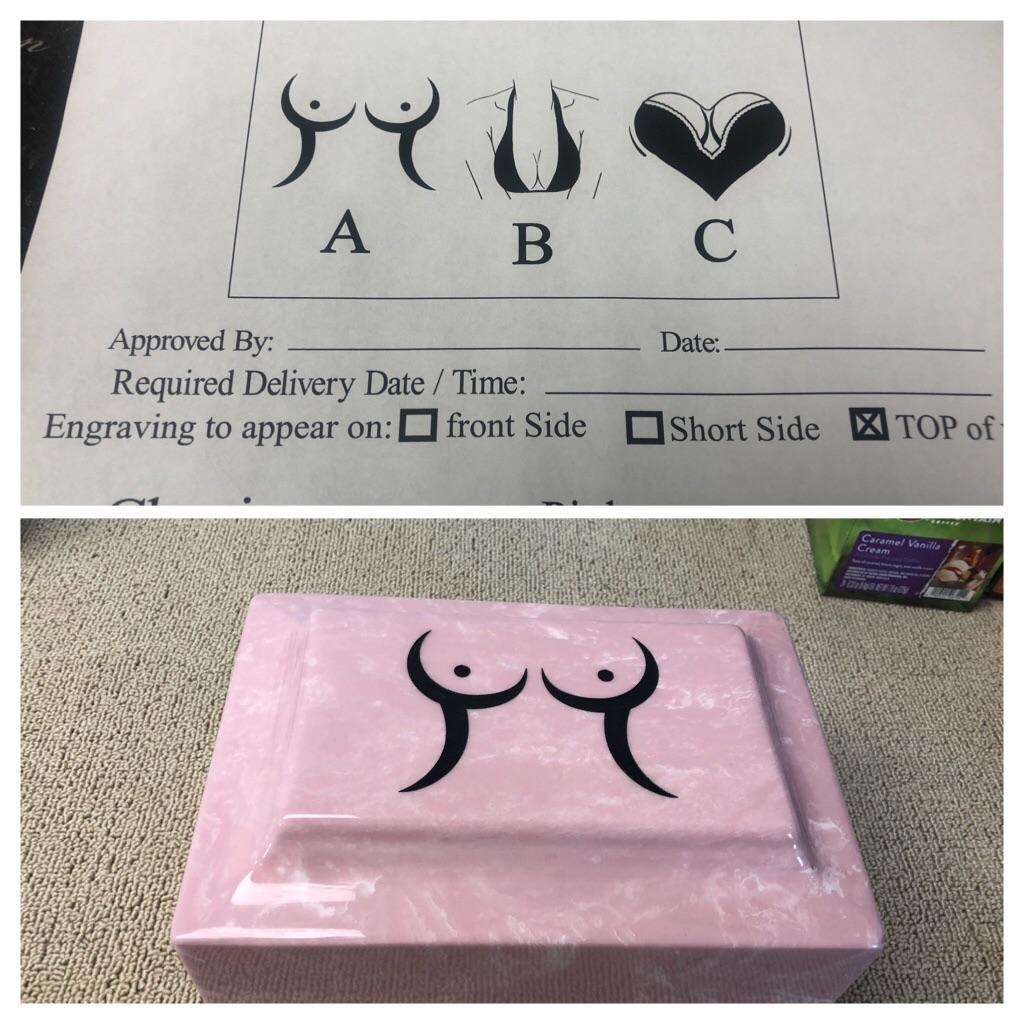 A B C
Approved By: Date:
Required Delivery Date / Time:
Engraving to appear on: front Side Short Side TOP of
Caramel Vanilla
Cream